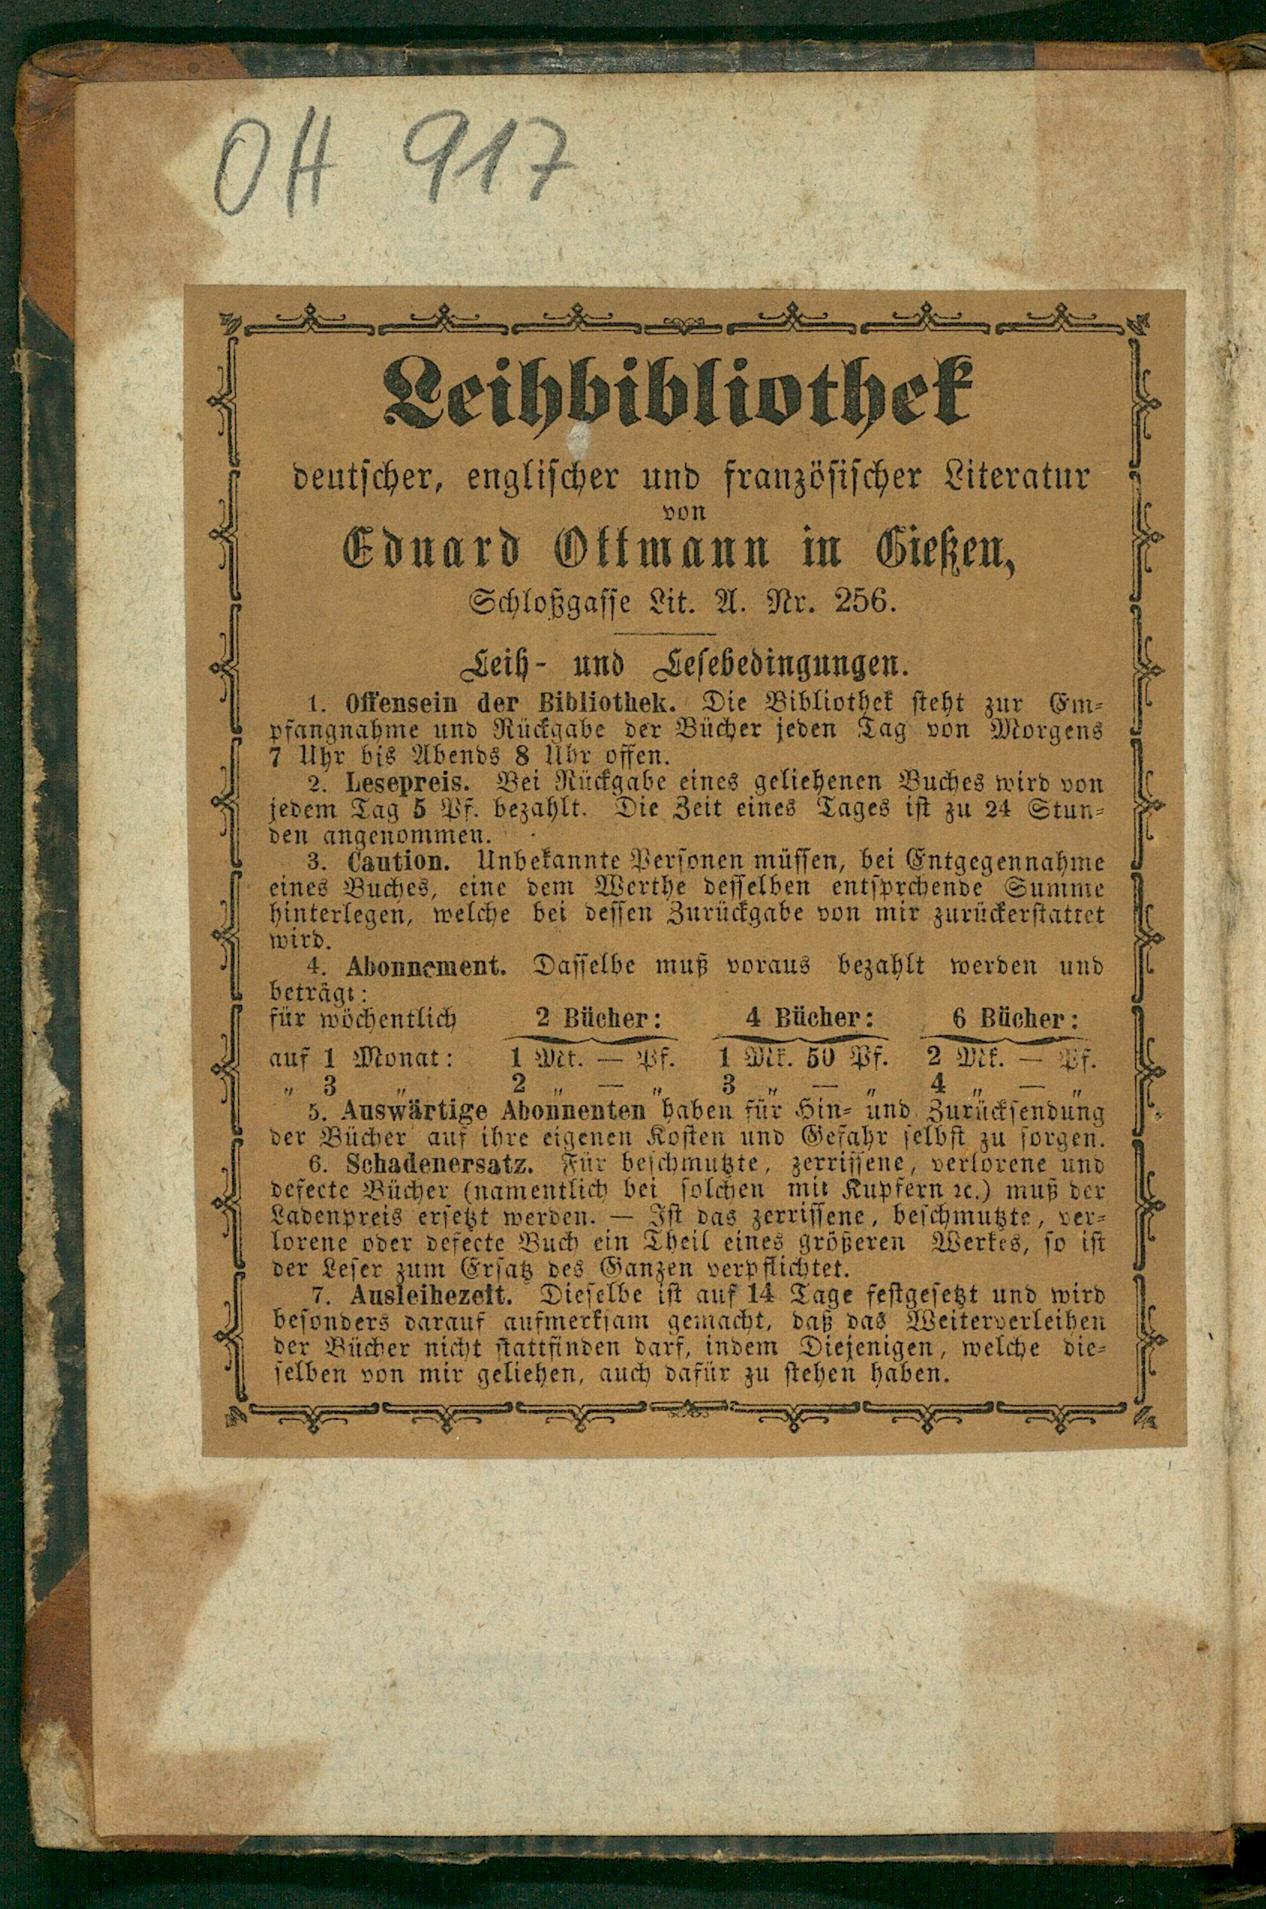 OH 917
Leihbibliothek
deutscher, englischer und französischer Literatur
von
Eduard Ottmann in Gießen,
Schloßgasse Lit. A. Nr. 256.
Leih- und Lesebedingungen.
1. Offensein der Bibliothek. Die Bibliothek steht zur Em-
pfangnahme und Rückgabe der Bücher jeden Tag von Morgens
7 Uhr bis Abends 8 Uhr offen.
2. Lesepreis. Bei Rückgabe eines geliehenen Buches wird von
jedem Tag 5 Pf. bezahlt. Die Zeit eines Tages ist zu 24 Stun-
den angenommen.
3. Caution. Unbekannte Personen müssen, bei Entgegennahme
eines Buches, eine dem Werthe desselben entsprchende Summe
hinterlegen, welche bei dessen Zurückgabe von mir zurückerstattet
wird.
4. Abonnement. Dasselbe muß voraus bezahlt werden und
beträgt:
für wöchentlich 2 Bücher: 4 Bücher: 6 Bücher:
auf 1 Monat: 1 Mk. — Pf. 1 Mk. 50 Pf. 2 Mk. — Pf.
„ 3 „ 2 „ — „ 3 „ — „ 4 „ — „
5. Auswärtige Abonnenten haben für Hin- und Zurücksendung
der Bücher auf ihre eigenen Kosten und Gefahr selbst zu sorgen.
6. Schadenersatz. Für beschmutzte, zerrissene, verlorene und
defecte Bücher (namentlich bei solchen mit Kupfern ꝛc.) muß der
Ladenpreis ersetzt werden. — Ist das zerrissene, beschmutzte, ver-
lorene oder defecte Buch ein Theil eines größeren Werkes, so ist
der Leser zum Ersatz des Ganzen verpflichtet.
7. Ausleihezeit. Dieselbe ist auf 14 Tage festgesetzt und wird
besonders darauf aufmerksam gemacht, daß das Weiterverleihen
der Bücher nicht stattfinden darf, indem Diejenigen, welche die-
selben von mir geliehen, auch dafür zu stehen haben.